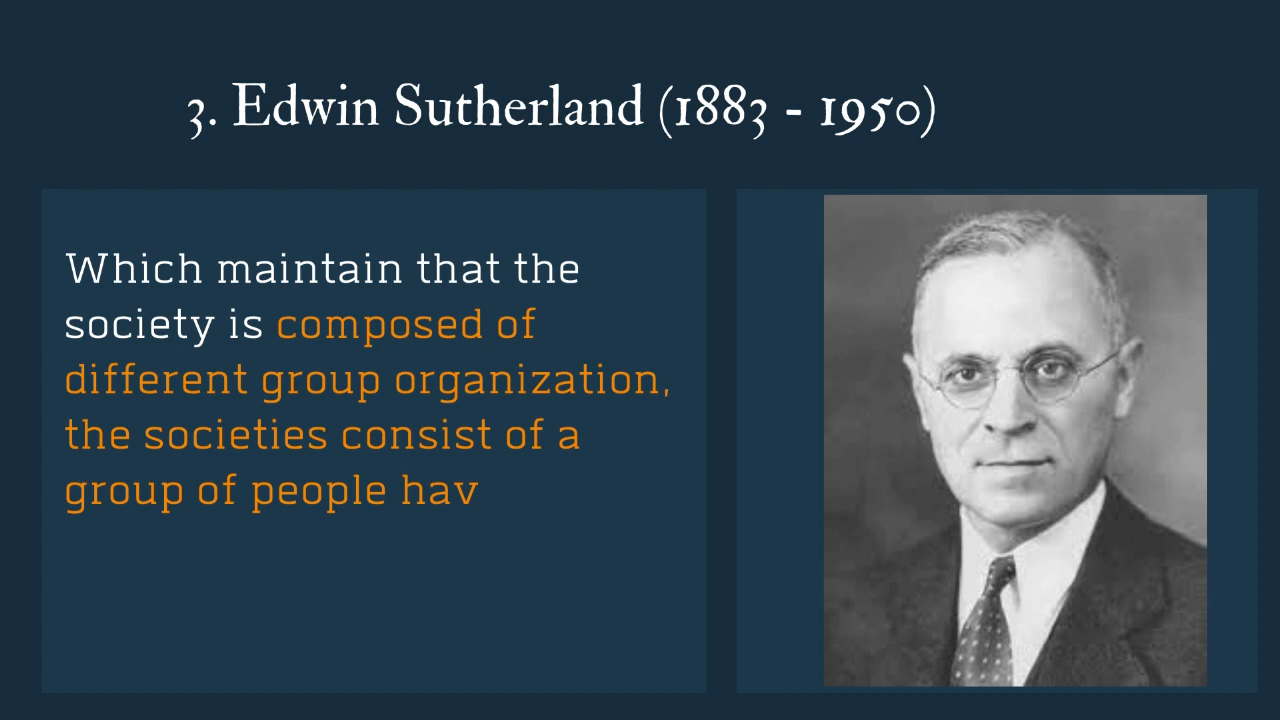 3. Edwin Sutherland (1883 - 1950)
Which maintain that the
society is composed of
different group organization,
the societies consist of a
group of people hav